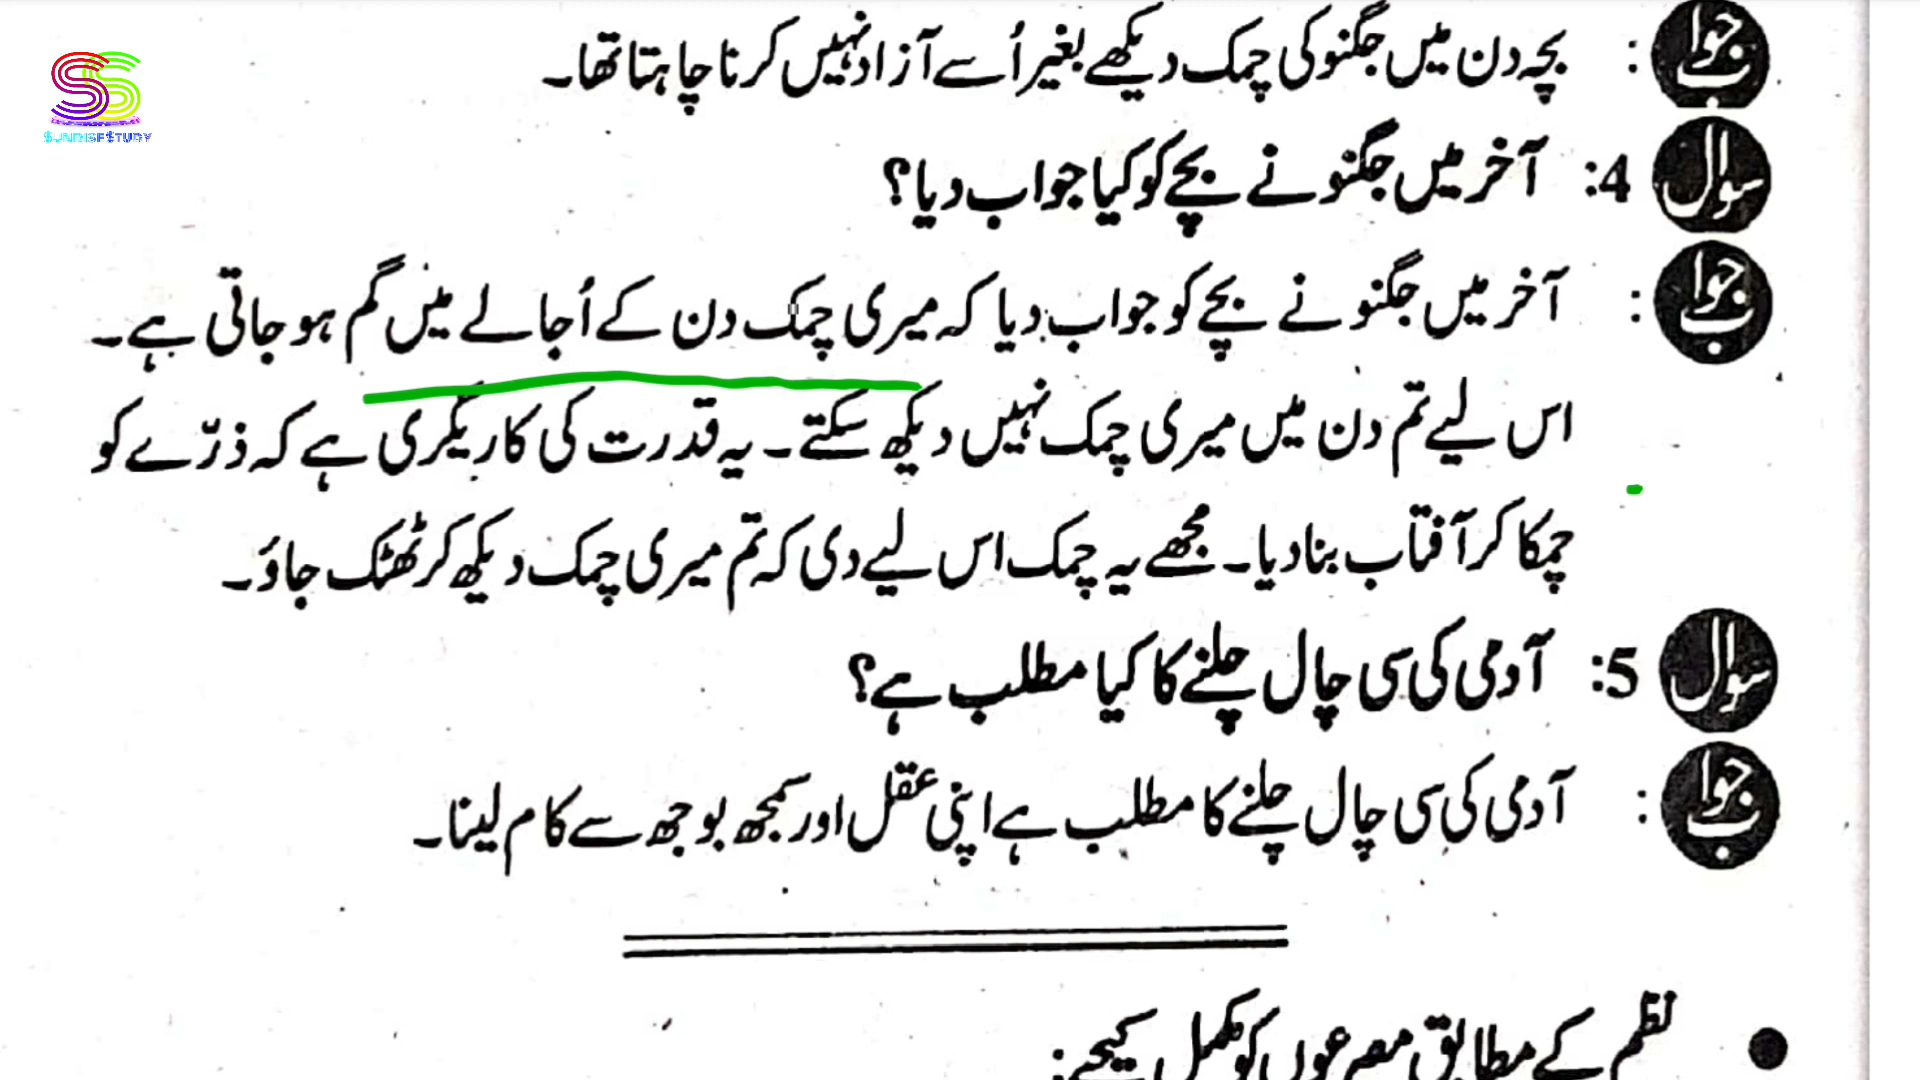 SS
SUNRISESTUDY
جواب : بچہ دن میں جگنو کی چمک دیکھے بغیر اُسے آزاد نہیں کرنا چاہتا تھا۔
سوال 4: آخر میں جگنو نے بچے کو کیا جواب دیا؟
جواب : آخر میں جگنو نے بچے کو جواب دیا کہ میری چمک دن کے اُجالے میں گم ہو جاتی ہے۔
اس لیے تم دن میں میری چمک نہیں دیکھ سکتے۔ یہ قدرت کی کاریگری ہے کہ ذرّے کو
چمکا کر آفتاب بنا دیا۔ مجھے یہ چمک اس لیے دی کہ تم میری چمک دیکھ کر ٹھٹک جاؤ۔
سوال 5: آدمی کی سی چال چلنے کا کیا مطلب ہے؟
جواب : آدمی کی سی چال چلنے کا مطلب ہے اپنی عقل اور سمجھ بوجھ سے کام لینا۔
● نظم کے مطابق مصرعوں کو مکمل کیجیے: